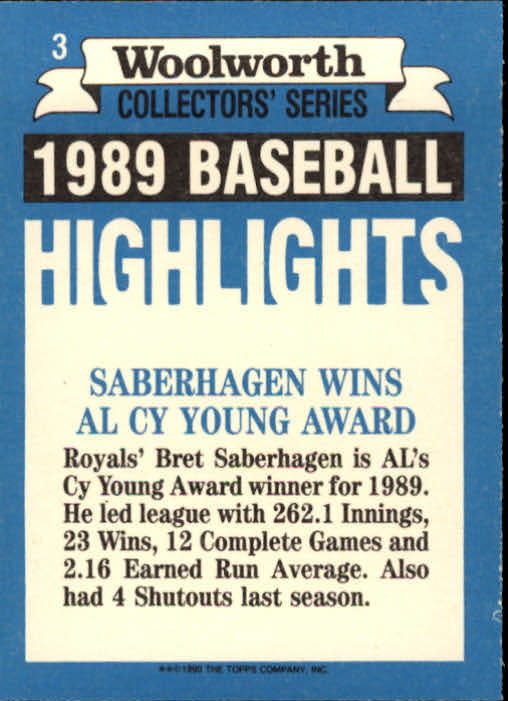 3
Woolworth
COLLECTORS' SERIES
1989 BASEBALL
HIGHLIGHTS
SABERHAGEN WINS
AL CY YOUNG AWARD
Royals' Bret Saberhagen is AL's
Cy Young Award winner for 1989.
He led league with 262.1 Innings,
23 Wins, 12 Complete Games and
2.16 Earned Run Average. Also
had 4 Shutouts last season.
**©1990 THE TOPPS COMPANY, INC.